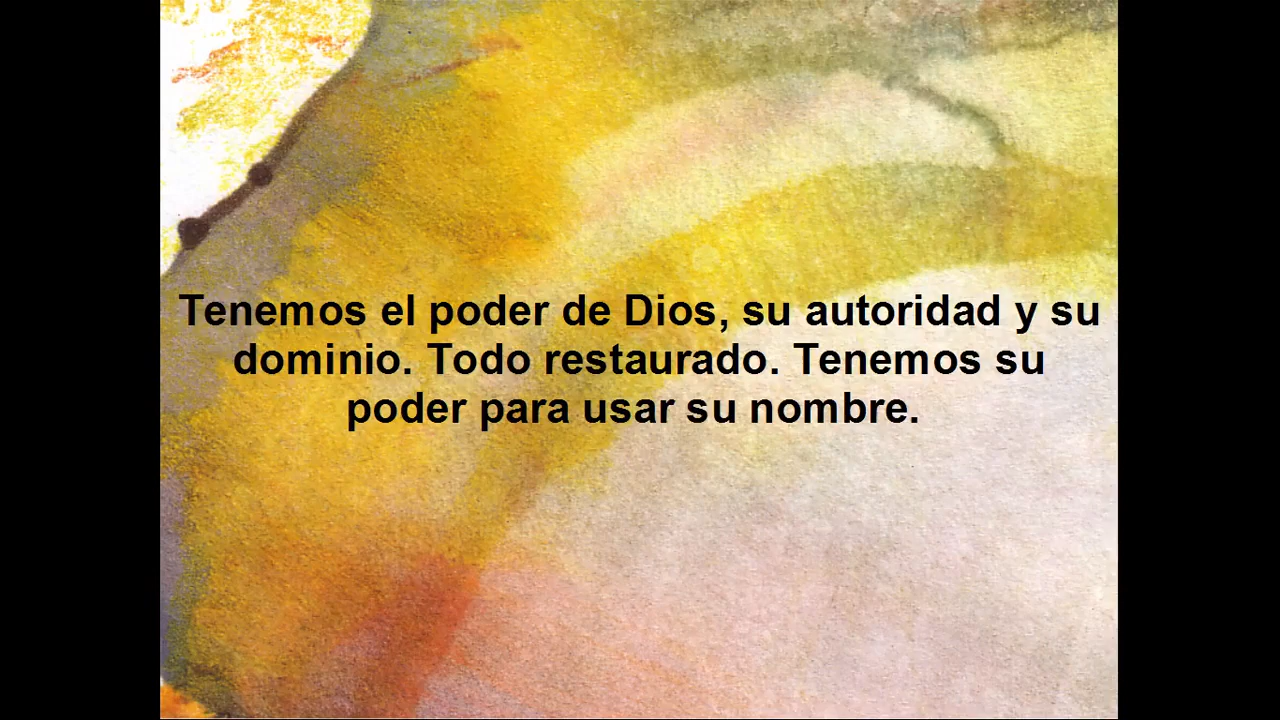 Tenemos el poder de Dios, su autoridad y su
dominio. Todo restaurado. Tenemos su
poder para usar su nombre.